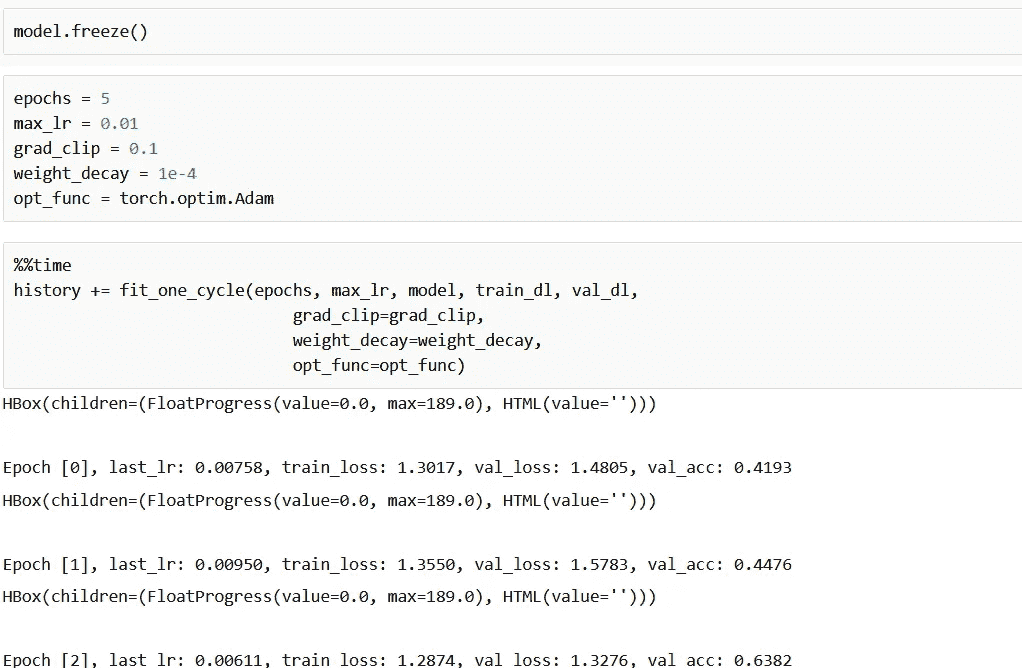 model.freeze()
epochs = 5
max_lr = 0.01
grad_clip = 0.1
weight_decay = 1e-4
opt_func = torch.optim.Adam
%%time
history += fit_one_cycle(epochs, max_lr, model, train_dl, val_dl,
grad_clip=grad_clip,
weight_decay=weight_decay,
opt_func=opt_func)
HBox(children=(FloatProgress(value=0.0, max=189.0), HTML(value='')))
Epoch [0], last_lr: 0.00758, train_loss: 1.3017, val_loss: 1.4805, val_acc: 0.4193
HBox(children=(FloatProgress(value=0.0, max=189.0), HTML(value='')))
Epoch [1], last_lr: 0.00950, train_loss: 1.3550, val_loss: 1.5783, val_acc: 0.4476
HBox(children=(FloatProgress(value=0.0, max=189.0), HTML(value='')))
Epoch [2], last_lr: 0.00611, train_loss: 1.2874, val_loss: 1.3276, val_acc: 0.6382